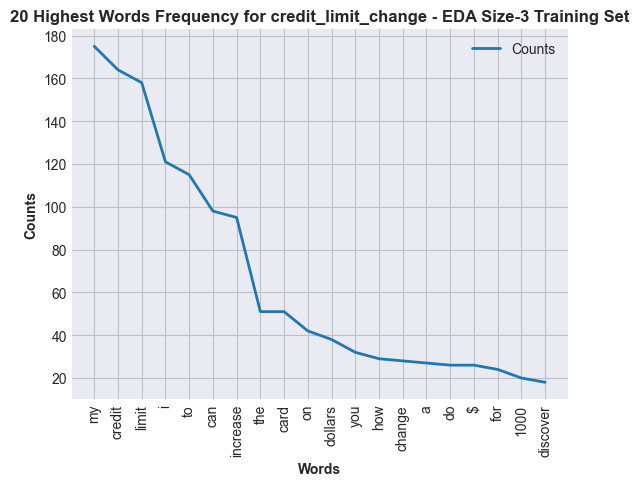 20 Highest Words Frequency for credit_limit_change - EDA Size-3 Training Set
Counts
180
160
140
120
100
80
60
40
20
Counts
my
credit
limit
i
to
can
increase
the
card
on
dollars
you
how
change
a
do
$
for
1000
discover
Words